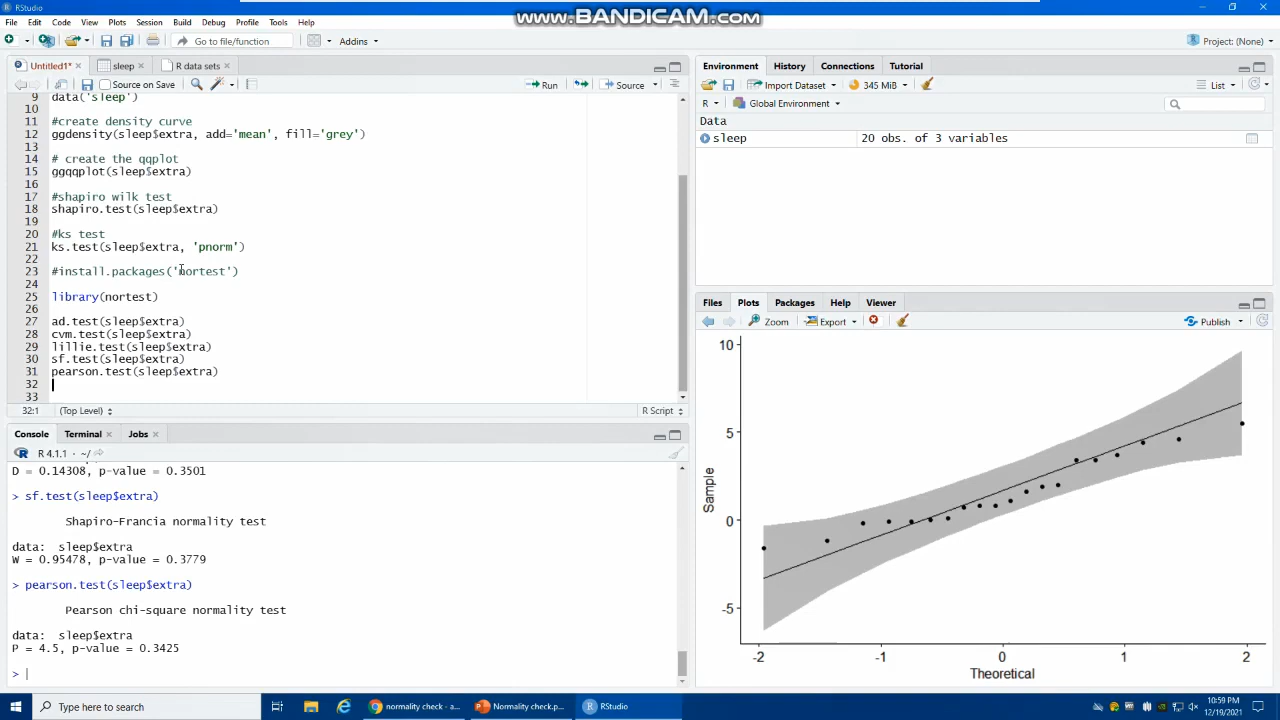 RStudio
www.BANDICAM.com
File Edit Code View Plots Session Build Debug Profile Tools Help
Go to file/function Addins Project: (None)
Untitled1* sleep R data sets
Source on Save Run Source
9 data('sleep')
10
11 #create density curve
12 ggdensity(sleep$extra, add='mean', fill='grey')
13
14 # create the qqplot
15 ggqqplot(sleep$extra)
16
17 #shapiro wilk test
18 shapiro.test(sleep$extra)
19
20 #ks test
21 ks.test(sleep$extra, 'pnorm')
22
23 #install.packages('nortest')
24
25 library(nortest)
26
27 ad.test(sleep$extra)
28 cvm.test(sleep$extra)
29 lillie.test(sleep$extra)
30 sf.test(sleep$extra)
31 pearson.test(sleep$extra)
32
33
32:1 (Top Level) R Script
Console Terminal Jobs
R 4.1.1 · ~/
D = 0.14308, p-value = 0.3501
> sf.test(sleep$extra)
Shapiro-Francia normality test
data: sleep$extra
W = 0.95478, p-value = 0.3779
> pearson.test(sleep$extra)
Pearson chi-square normality test
data: sleep$extra
P = 4.5, p-value = 0.3425
>
Environment History Connections Tutorial
Import Dataset 345 MiB List
R Global Environment
Data
sleep 20 obs. of 3 variables
Files Plots Packages Help Viewer
Zoom Export Publish
10
5
0
-5
Sample
-2 -1 0 1 2
Theoretical
Type here to search normality check - a... Normality check.p... RStudio 10:59 PM
12/19/2021